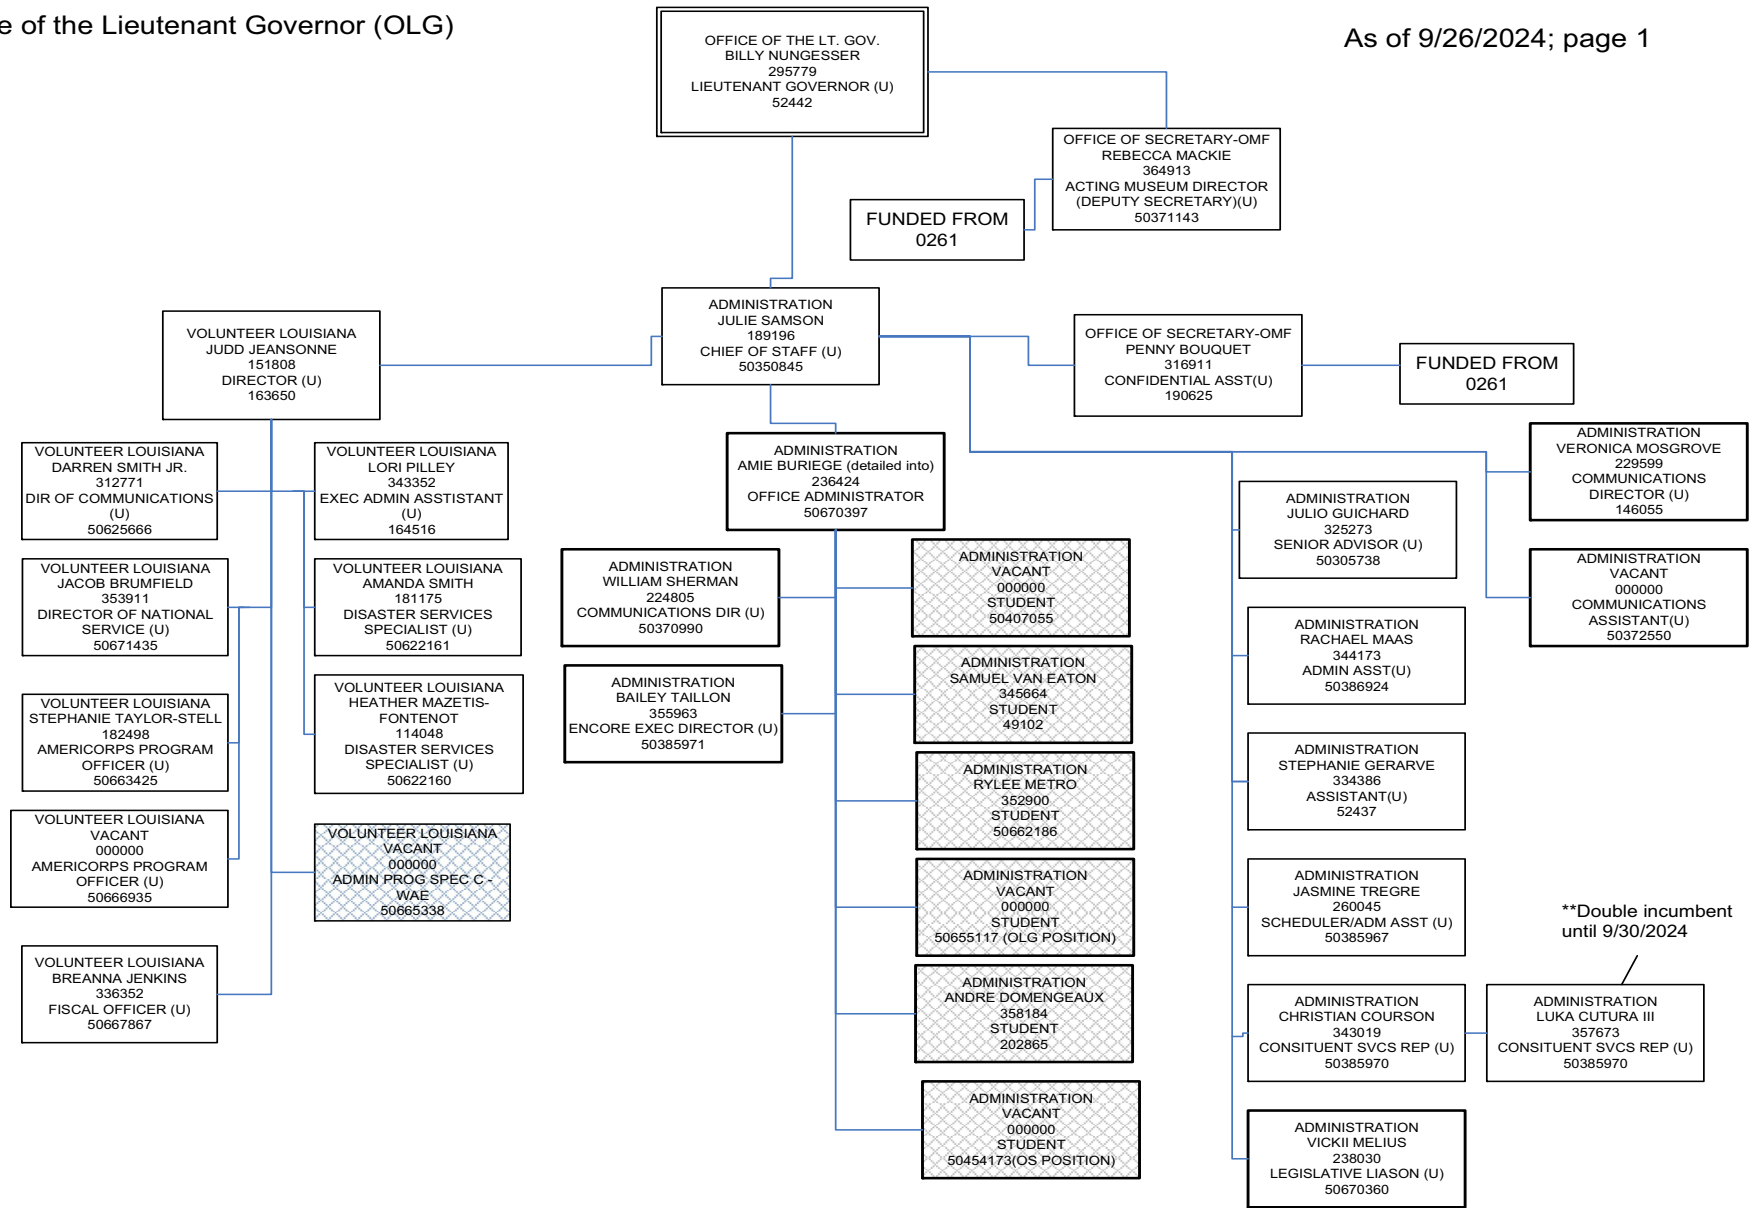 e of the Lieutenant Governor (OLG)
As of 9/26/2024; page 1
OFFICE OF THE LT. GOV.
BILLY NUNGESSER
295779
LIEUTENANT GOVERNOR (U)
52442
OFFICE OF SECRETARY-OMF
REBECCA MACKIE
364913
ACTING MUSEUM DIRECTOR
(DEPUTY SECRETARY)(U)
50371143
FUNDED FROM
0261
ADMINISTRATION
JULIE SAMSON
189196
CHIEF OF STAFF (U)
50350845
VOLUNTEER LOUISIANA
JUDD JEANSONNE
151808
DIRECTOR (U)
163650
OFFICE OF SECRETARY-OMF
PENNY BOUQUET
316911
CONFIDENTIAL ASST(U)
190625
FUNDED FROM
0261
VOLUNTEER LOUISIANA
DARREN SMITH JR.
312771
DIR OF COMMUNICATIONS
(U)
50625666
VOLUNTEER LOUISIANA
LORI PILLEY
343352
EXEC ADMIN ASSTISTANT
(U)
164516
VOLUNTEER LOUISIANA
JACOB BRUMFIELD
353911
DIRECTOR OF NATIONAL
SERVICE (U)
50671435
VOLUNTEER LOUISIANA
AMANDA SMITH
181175
DISASTER SERVICES
SPECIALIST (U)
50622161
VOLUNTEER LOUISIANA
STEPHANIE TAYLOR-STELL
182498
AMERICORPS PROGRAM
OFFICER (U)
50663425
VOLUNTEER LOUISIANA
HEATHER MAZETIS-
FONTENOT
114048
DISASTER SERVICES
SPECIALIST (U)
50622160
VOLUNTEER LOUISIANA
VACANT
000000
AMERICORPS PROGRAM
OFFICER (U)
50666935
VOLUNTEER LOUISIANA
VACANT
000000
ADMIN PROG SPEC C -
WAE
50665338
VOLUNTEER LOUISIANA
BREANNA JENKINS
336352
FISCAL OFFICER (U)
50667867
ADMINISTRATION
AMIE BURIEGE (detailed into)
236424
OFFICE ADMINISTRATOR
50670397
ADMINISTRATION
WILLIAM SHERMAN
224805
COMMUNICATIONS DIR (U)
50370990
ADMINISTRATION
BAILEY TAILLON
355963
ENCORE EXEC DIRECTOR (U)
50385971
ADMINISTRATION
VACANT
000000
STUDENT
50407055
ADMINISTRATION
SAMUEL VAN EATON
345664
STUDENT
49102
ADMINISTRATION
RYLEE METRO
352900
STUDENT
50662186
ADMINISTRATION
VACANT
000000
STUDENT
50655117 (OLG POSITION)
ADMINISTRATION
ANDRE DOMENGEAUX
358184
STUDENT
202865
ADMINISTRATION
VACANT
000000
STUDENT
50454173(OS POSITION)
ADMINISTRATION
JULIO GUICHARD
325273
SENIOR ADVISOR (U)
50305738
ADMINISTRATION
RACHAEL MAAS
344173
ADMIN ASST(U)
50386924
ADMINISTRATION
STEPHANIE GERARVE
334386
ASSISTANT(U)
52437
ADMINISTRATION
JASMINE TREGRE
260045
SCHEDULER/ADM ASST (U)
50385967
ADMINISTRATION
CHRISTIAN COURSON
343019
CONSITUENT SVCS REP (U)
50385970
ADMINISTRATION
VICKII MELIUS
238030
LEGISLATIVE LIASON (U)
50670360
ADMINISTRATION
VERONICA MOSGROVE
229599
COMMUNICATIONS
DIRECTOR (U)
146055
ADMINISTRATION
VACANT
000000
COMMUNICATIONS
ASSISTANT(U)
50372550
**Double incumbent
until 9/30/2024
ADMINISTRATION
LUKA CUTURA III
357673
CONSITUENT SVCS REP (U)
50385970